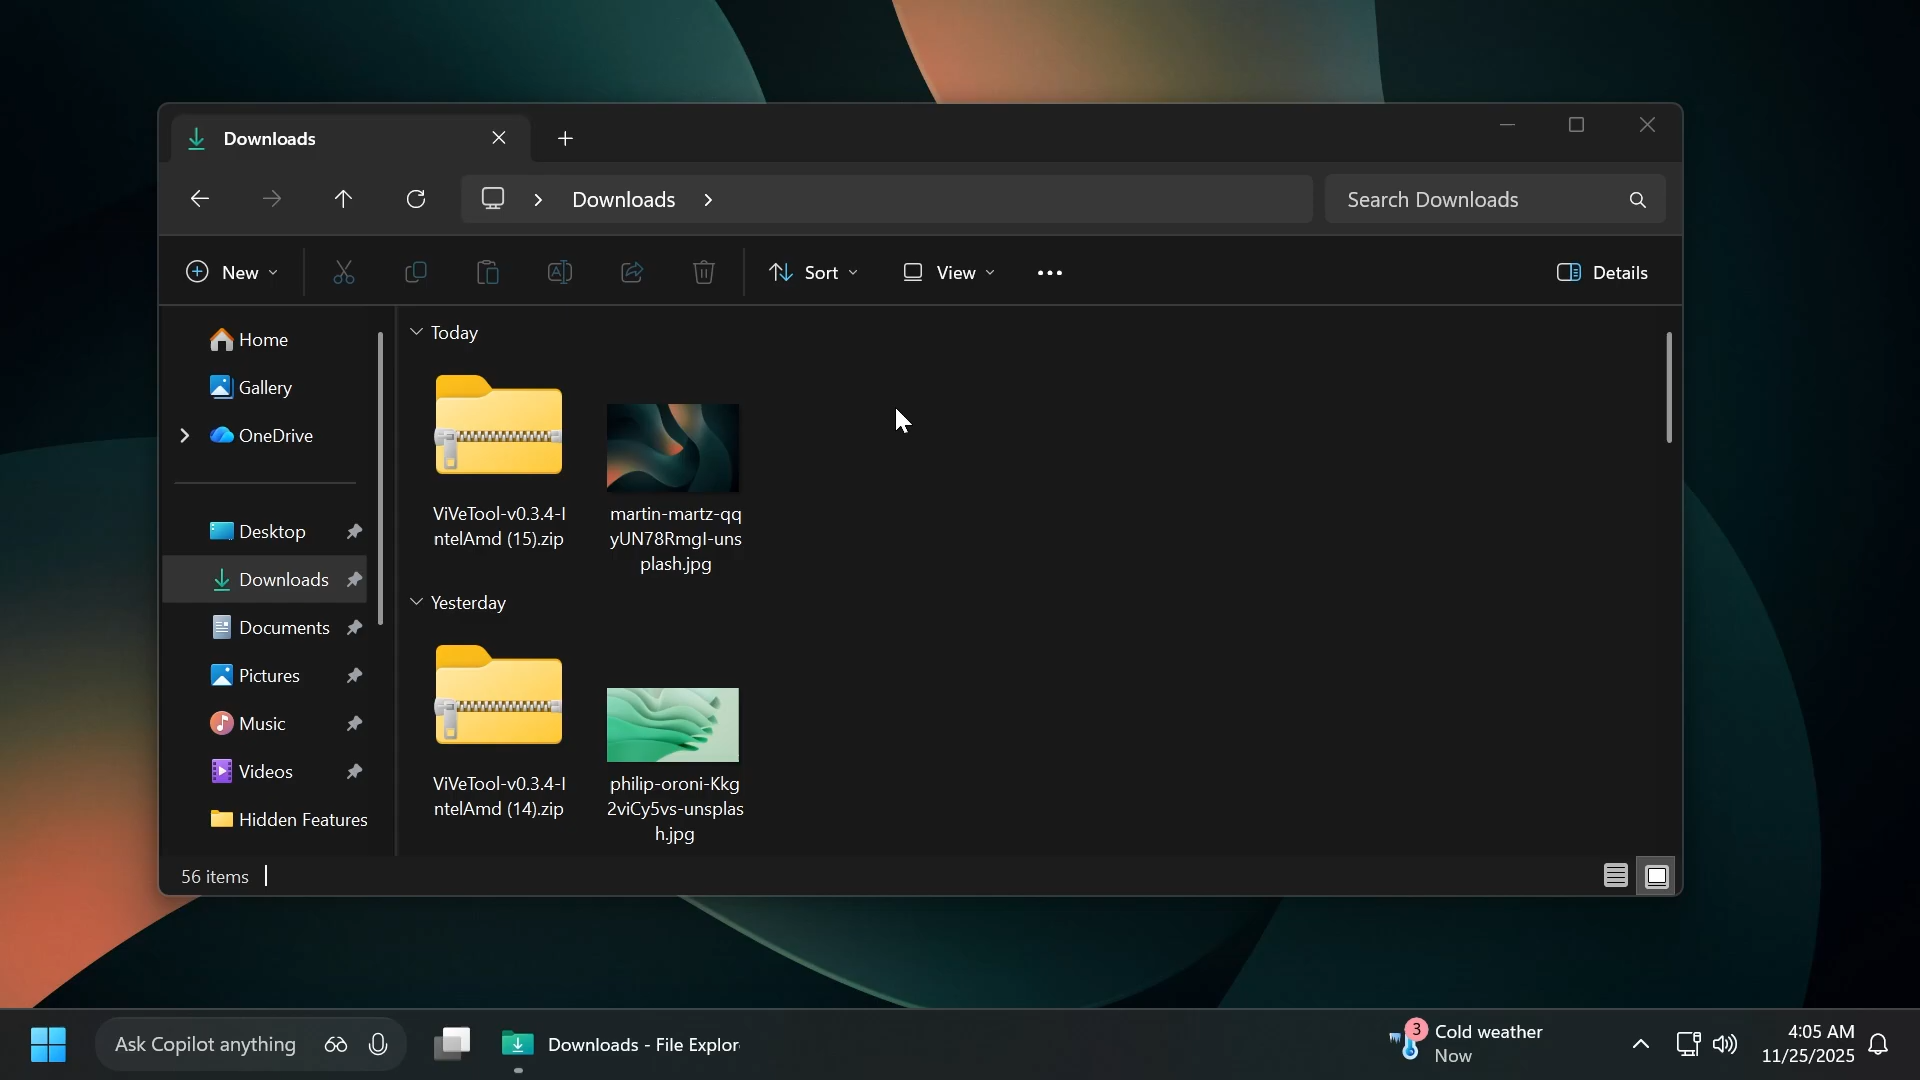 Downloads
Downloads
Search Downloads
New
Sort
View
Details
Home
Gallery
OneDrive
Desktop
Downloads
Documents
Pictures
Music
Videos
Hidden Features
Today
ViVeTool-v0.3.4-I
ntelAmd (15).zip
martin-martz-qq
yUN78RmgI-uns
plash.jpg
Yesterday
ViVeTool-v0.3.4-I
ntelAmd (14).zip
philip-oroni-Kkg
2viCy5vs-unsplas
h.jpg
56 items
Ask Copilot anything
Downloads - File Explor
3
Cold weather
Now
4:05 AM
11/25/2025